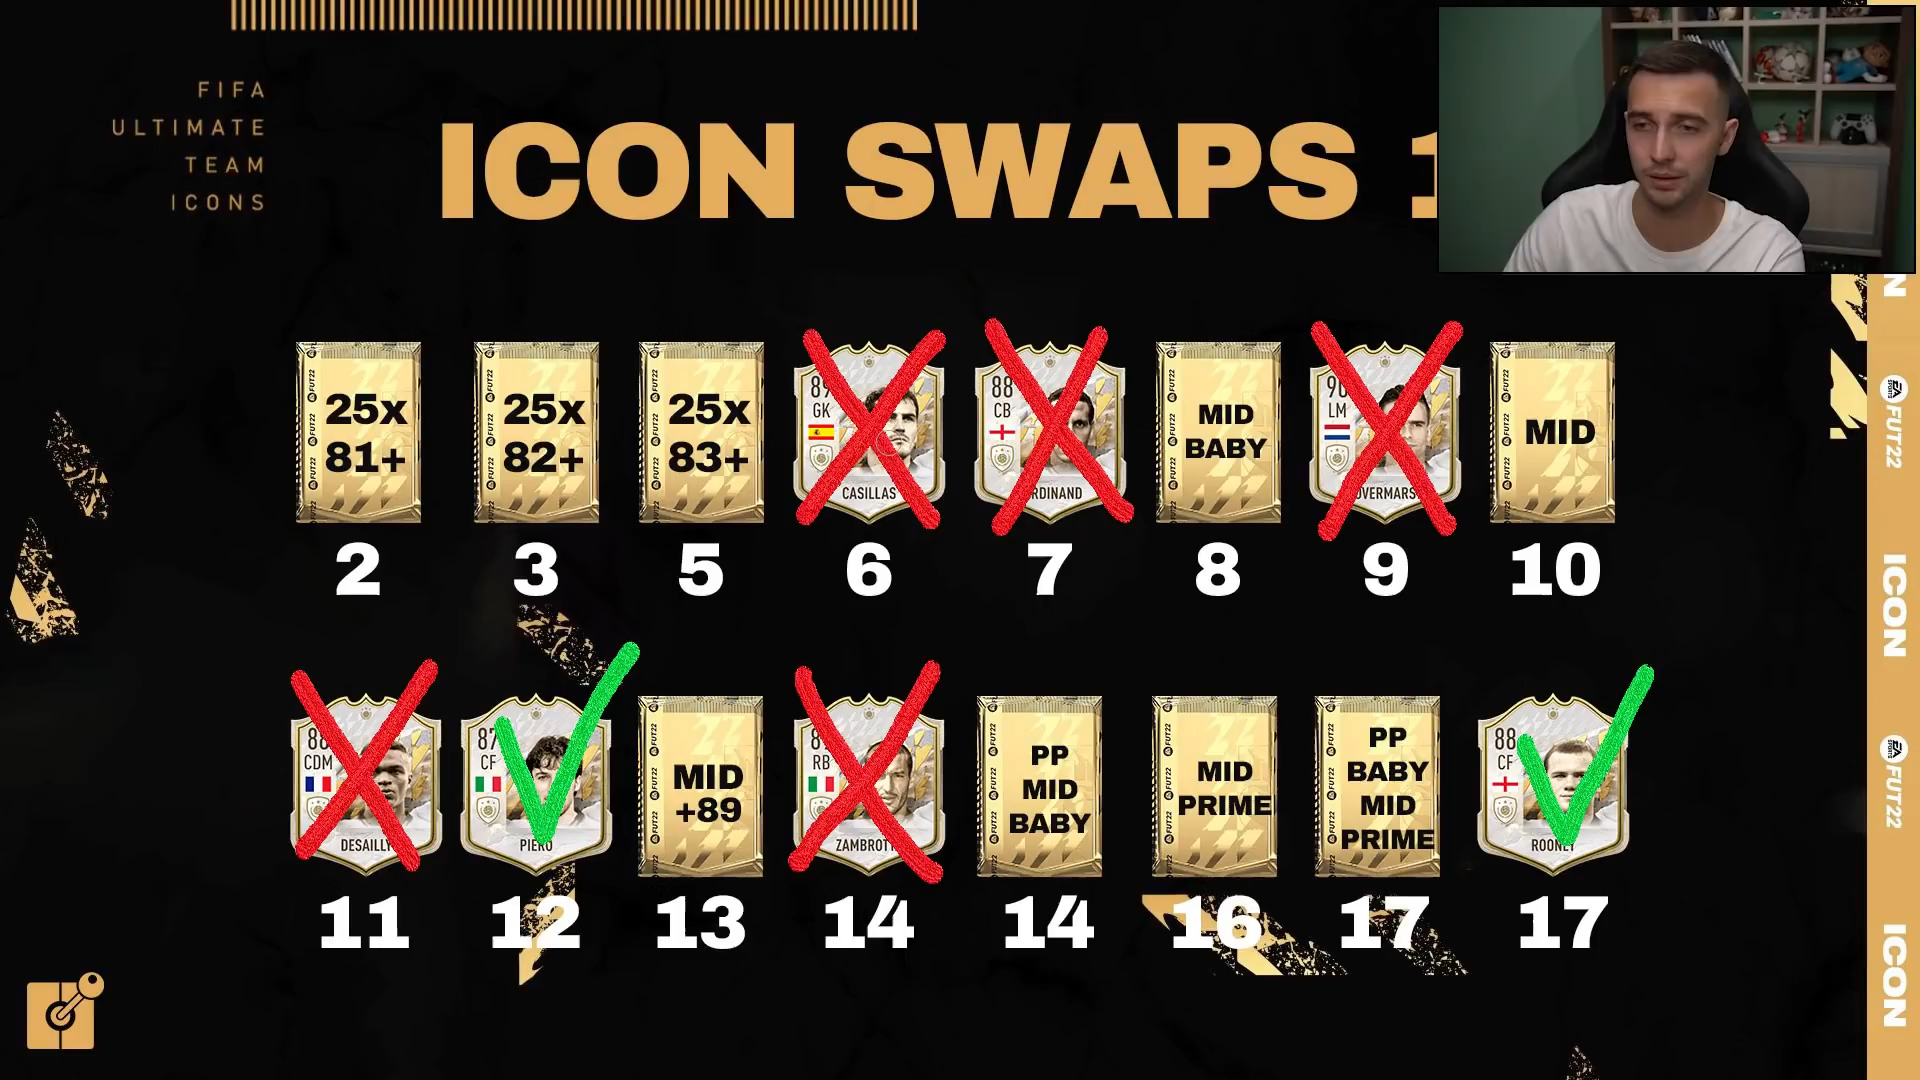 FIFA
ULTIMATE
TEAM
ICONS
ICON SWAPS 1
25x
81+
2
25x
82+
3
25x
83+
5
GK
CASILLAS
6
88
CB
RDINAND
7
MID
BABY
8
LM
OVERMARS
9
MID
10
CDM
DESAILLY
11
87
CF
PIERO
12
MID
+89
13
RB
ZAMBROTT
14
PP
MID
BABY
14
MID
PRIME
16
PP
BABY
MID
PRIME
17
88
CF
ROONEY
17
FUT22
ICON
FUT22
ICON